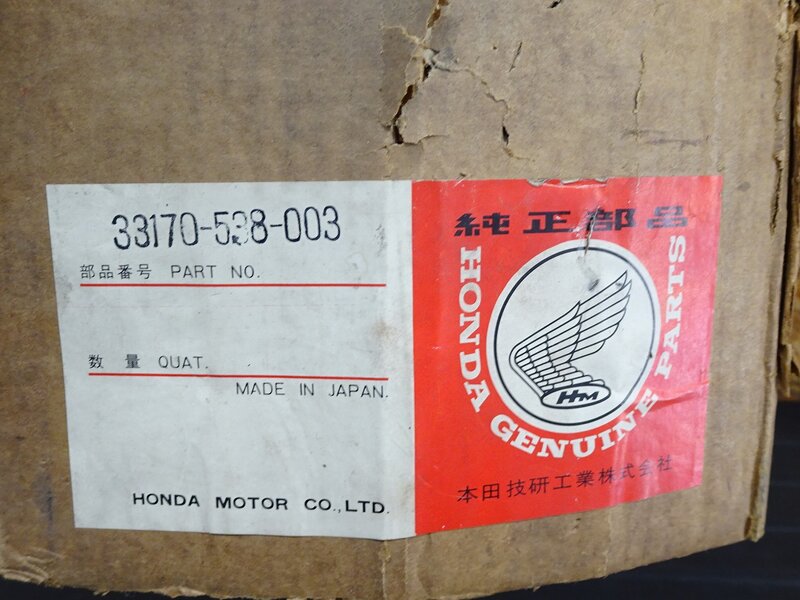 33170-538-003
部品番号 PART NO.
数量 QUAT.
MADE IN JAPAN.
HONDA MOTOR CO.,LTD.
純正部品
HONDA GENUINE PARTS
HM
本田技研工業株式会社